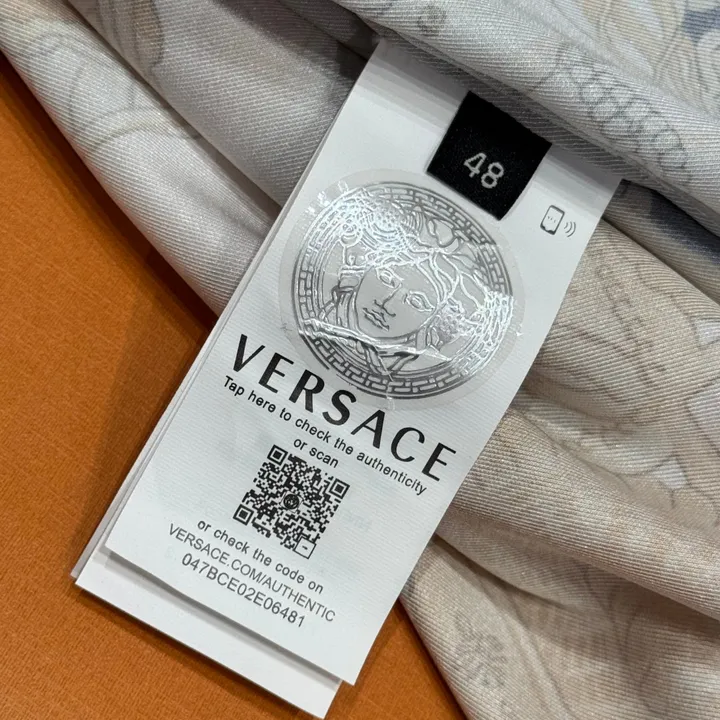 48
VERSACE
Tap here to check the authenticity
or scan
or check the code on
VERSACE.COM/AUTHENTIC
047BCE02E06481